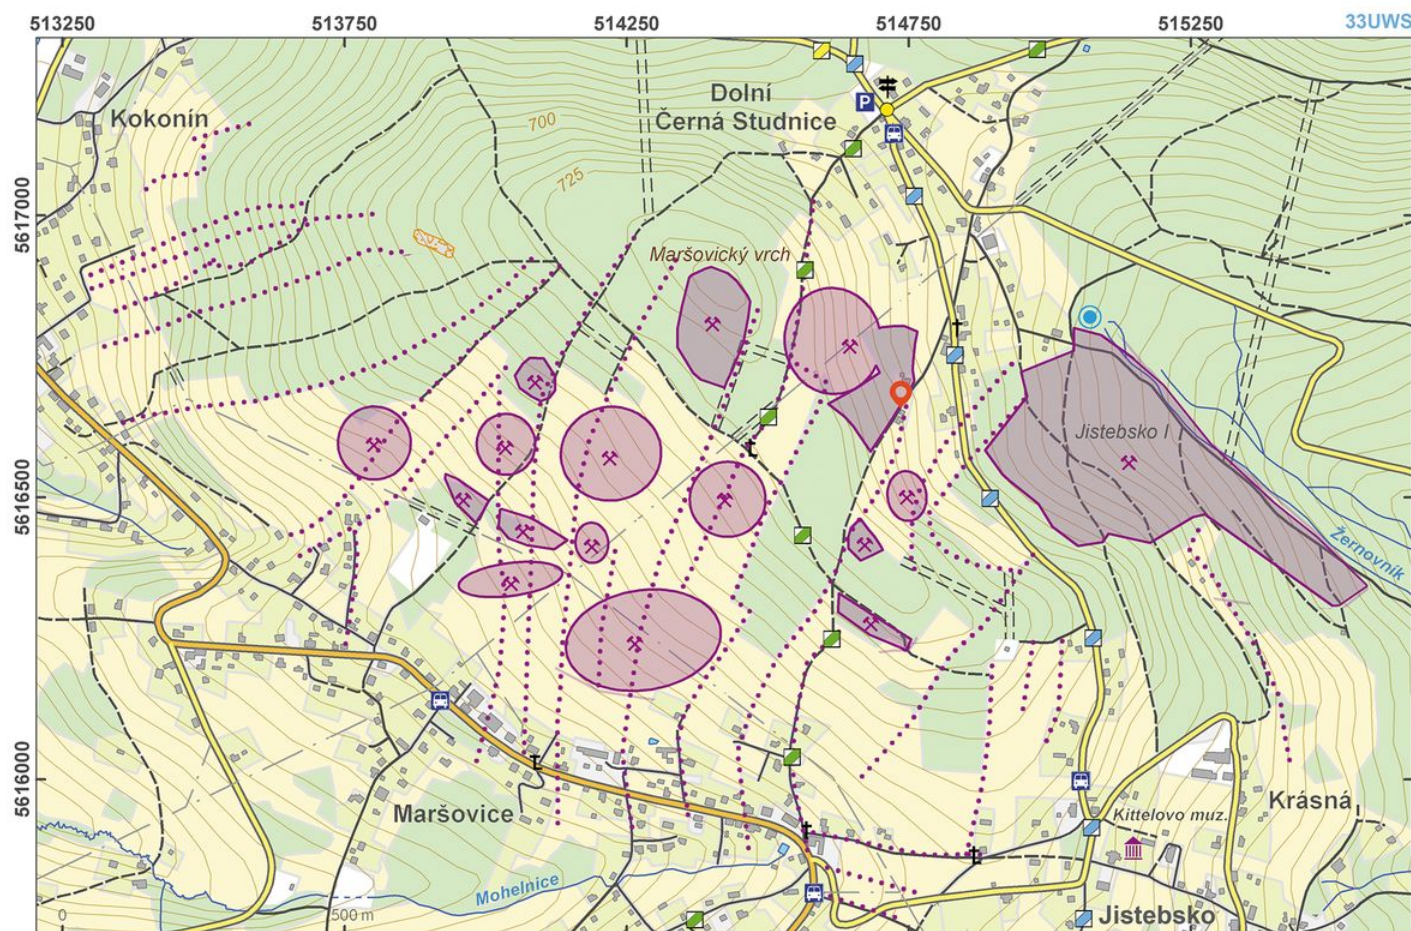 513250 513750 514250 514750 515250 33UWS
Kokonín
Dolní
Černá Studnice
P
700
725
5617000
Maršovický vrch
Jistebsko I
5616500
Žernovník
5616000
Maršovice
Krásná
Kittelovo muz.
Mohelnice
0 500 m
Jistebsko